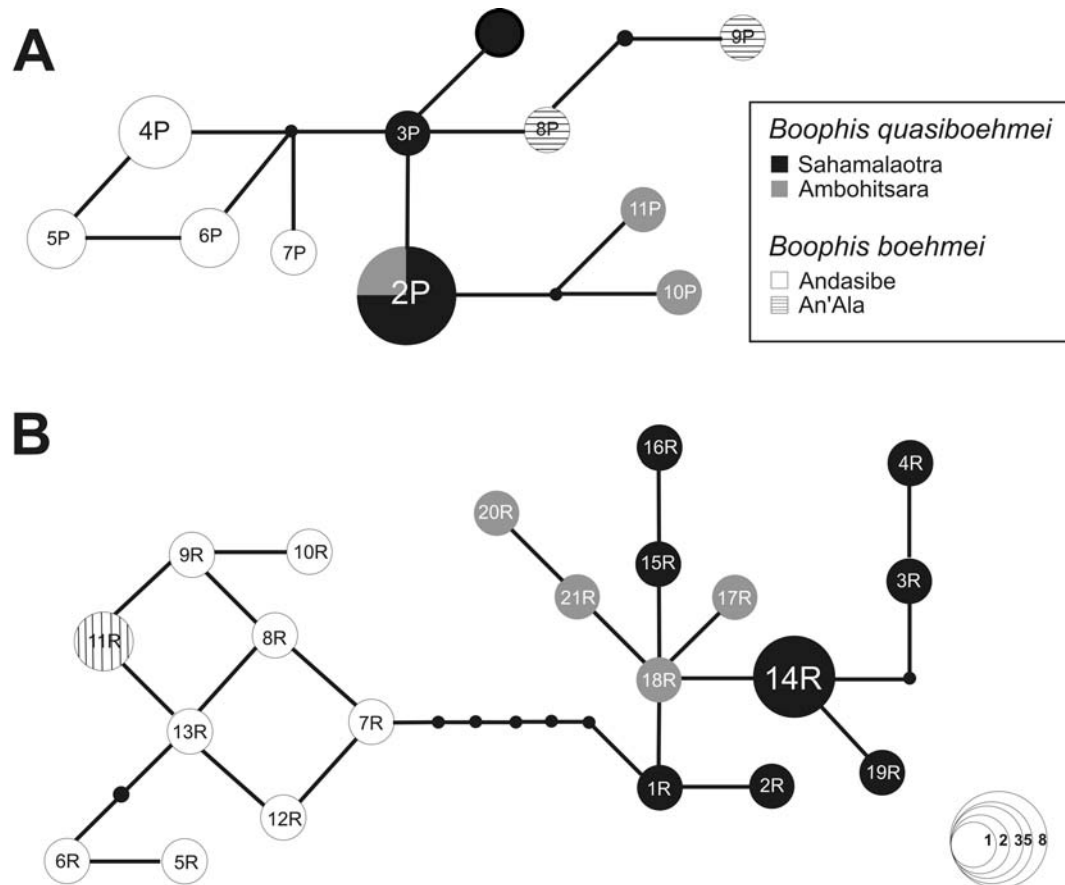 A
9P
4P
3P
8P
Boophis quasiboehmei
Sahamalaotra
Ambohitsara
11P
5P
6P
7P
2P
10P
Boophis boehmei
Andasibe
An'Ala
B
16R
4R
20R
9R
10R
15R
3R
21R
17R
11R
8R
18R
14R
13R
7R
1R
2R
19R
12R
6R
5R
1 2 3 5 8